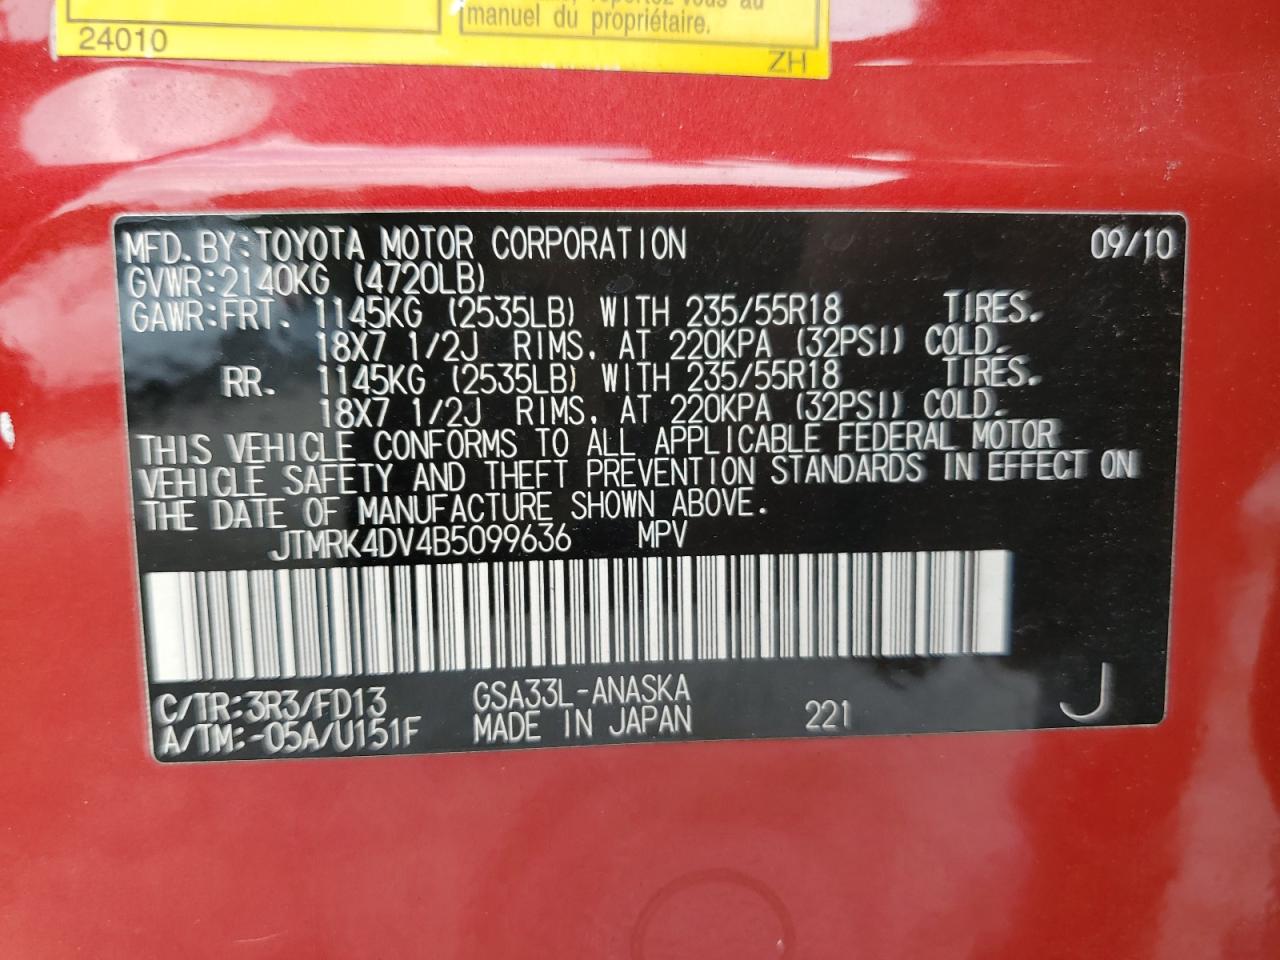 manuel du propriétaire.
24010
ZH
MFD. BY:TOYOTA MOTOR CORPORATION 09/10
GVWR:2140KG (4720LB)
GAWR:FRT. 1145KG (2535LB) WITH 235/55R18 TIRES.
18X7 1/2J RIMS, AT 220KPA (32PSI) COLD.
RR. 1145KG (2535LB) WITH 235/55R18 TIRES.
18X7 1/2J RIMS, AT 220KPA (32PSI) COLD.
THIS VEHICLE CONFORMS TO ALL APPLICABLE FEDERAL MOTOR
VEHICLE SAFETY AND THEFT PREVENTION STANDARDS IN EFFECT ON
THE DATE OF MANUFACTURE SHOWN ABOVE.
JTMRK4DV4B5099636 MPV
C/TR:3R3/FD13 GSA33L-ANASKA
A/TM:-05A/U151F MADE IN JAPAN 221 J